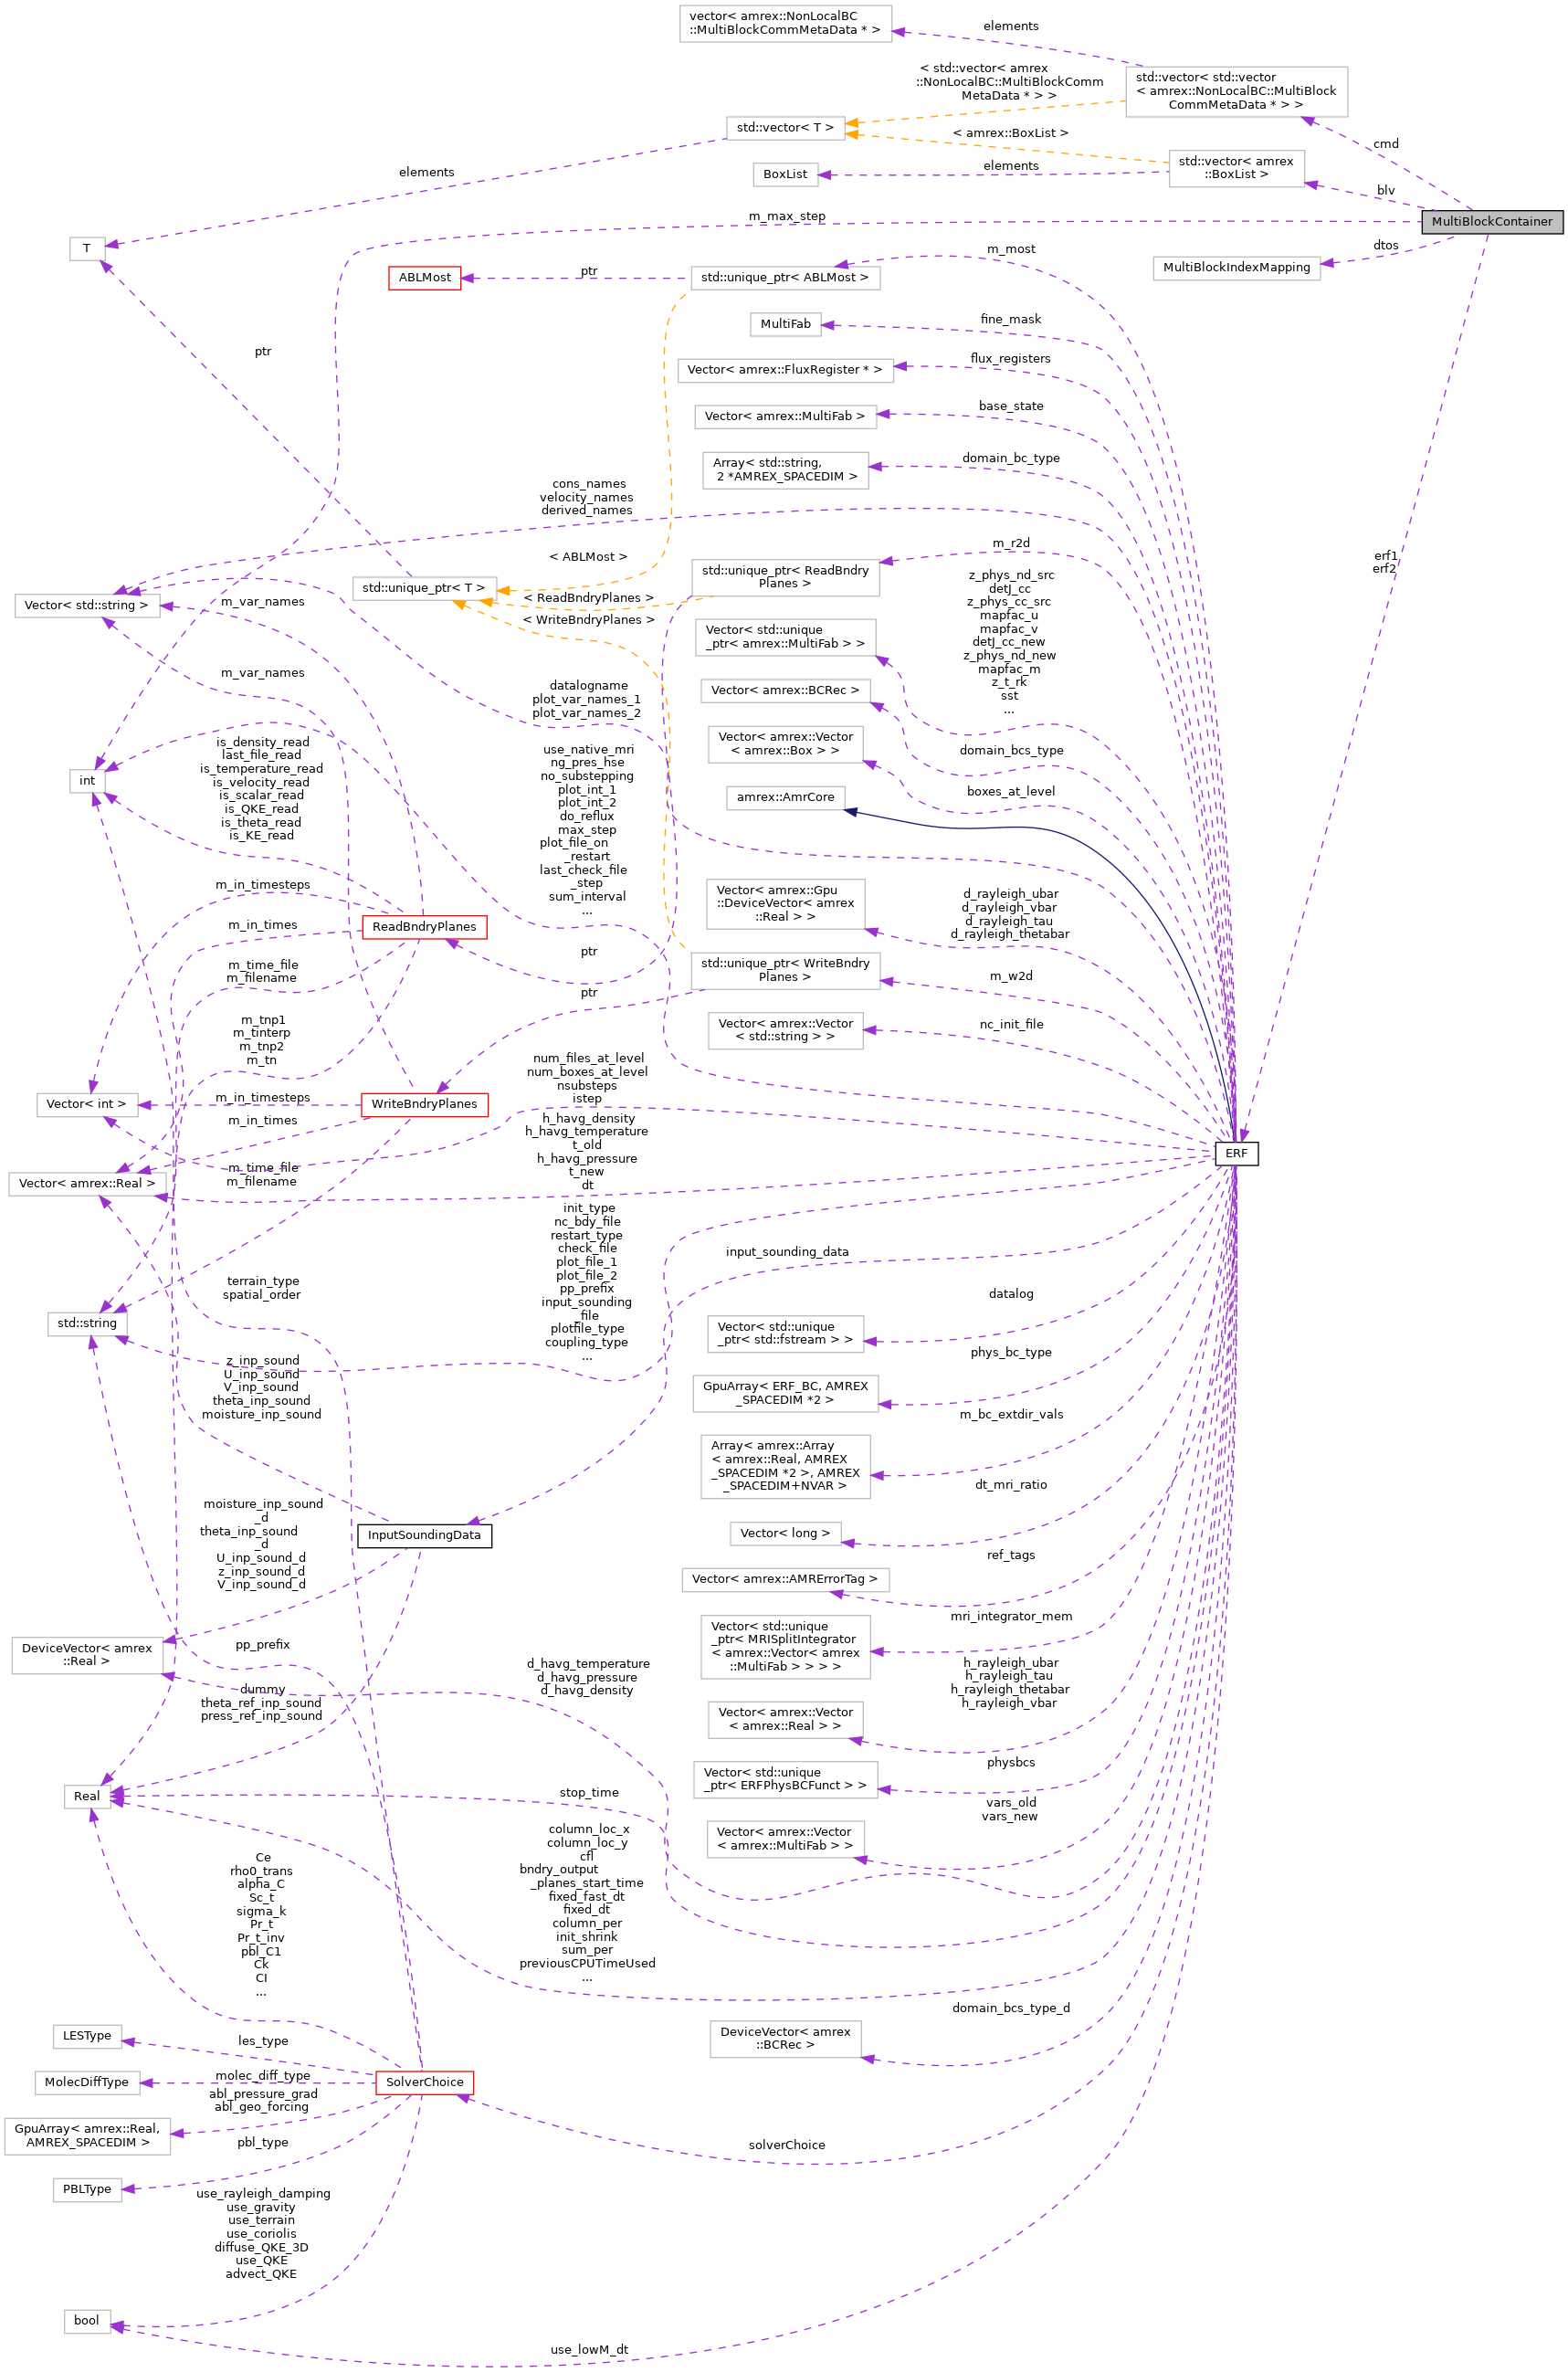 vector< amrex::NonLocalBC
::MultiBlockCommMetaData * >
elements
std::vector< std::vector
< amrex::NonLocalBC::MultiBlock
CommMetaData * > >
< std::vector< amrex
::NonLocalBC::MultiBlockComm
MetaData * > >
std::vector< T >
< amrex::BoxList >
cmd
elements
BoxList
elements
std::vector< amrex
::BoxList >
blv
MultiBlockContainer
m_max_step
T
dtos
MultiBlockIndexMapping
ABLMost
ptr
std::unique_ptr< ABLMost >
m_most
MultiFab
fine_mask
ptr
Vector< amrex::FluxRegister * >
flux_registers
Vector< amrex::MultiFab >
base_state
Array< std::string,
2 *AMREX_SPACEDIM >
domain_bc_type
cons_names
velocity_names
derived_names
< ABLMost >
std::unique_ptr< ReadBndry
Planes >
m_r2d
erf1
erf2
std::unique_ptr< T >
< ReadBndryPlanes >
< WriteBndryPlanes >
Vector< std::string >
m_var_names
z_phys_nd_src
detJ_cc
z_phys_cc_src
mapfac_u
mapfac_v
detJ_cc_new
z_phys_nd_new
mapfac_m
z_t_rk
sst
...
Vector< std::unique
_ptr< amrex::MultiFab > >
m_var_names
datalogname
plot_var_names_1
plot_var_names_2
Vector< amrex::BCRec >
domain_bcs_type
Vector< amrex::Vector
< amrex::Box > >
boxes_at_level
int
is_density_read
last_file_read
is_temperature_read
is_velocity_read
is_scalar_read
is_QKE_read
is_theta_read
is_KE_read
use_native_mri
ng_pres_hse
no_substepping
plot_int_1
plot_int_2
do_reflux
max_step
plot_file_on
_restart
last_check_file
_step
sum_interval
...
amrex::AmrCore
m_in_timesteps
ReadBndryPlanes
Vector< amrex::Gpu
::DeviceVector< amrex
::Real > >
d_rayleigh_ubar
d_rayleigh_vbar
d_rayleigh_tau
d_rayleigh_thetabar
m_in_times
m_time_file
m_filename
ptr
std::unique_ptr< WriteBndry
Planes >
m_w2d
ptr
m_tnp1
m_tinterp
m_tnp2
m_tn
Vector< amrex::Vector
< std::string > >
nc_init_file
Vector< int >
m_in_timesteps
WriteBndryPlanes
num_files_at_level
num_boxes_at_level
nsubsteps
istep
m_in_times
h_havg_density
h_havg_temperature
t_old
h_havg_pressure
t_new
dt
ERF
Vector< amrex::Real >
m_time_file
m_filename
init_type
nc_bdy_file
restart_type
check_file
plot_file_1
plot_file_2
pp_prefix
input_sounding
_file
plotfile_type
coupling_type
...
input_sounding_data
terrain_type
spatial_order
std::string
datalog
Vector< std::unique
_ptr< std::fstream > >
z_inp_sound
U_inp_sound
V_inp_sound
theta_inp_sound
moisture_inp_sound
phys_bc_type
GpuArray< ERF_BC, AMREX
_SPACEDIM *2 >
m_bc_extdir_vals
Array< amrex::Array
< amrex::Real, AMREX
_SPACEDIM *2 >, AMREX
_SPACEDIM+NVAR >
dt_mri_ratio
Vector< long >
InputSoundingData
moisture_inp_sound
_d
theta_inp_sound
_d
U_inp_sound_d
z_inp_sound_d
V_inp_sound_d
ref_tags
Vector< amrex::AMRErrorTag >
mri_integrator_mem
Vector< std::unique
_ptr< MRISplitIntegrator
< amrex::Vector< amrex
::MultiFab > > > >
DeviceVector< amrex
::Real >
pp_prefix
d_havg_temperature
d_havg_pressure
d_havg_density
h_rayleigh_ubar
h_rayleigh_tau
h_rayleigh_thetabar
h_rayleigh_vbar
dummy
theta_ref_inp_sound
press_ref_inp_sound
Vector< amrex::Vector
< amrex::Real > >
physbcs
Vector< std::unique
_ptr< ERFPhysBCFunct > >
Real
stop_time
vars_old
vars_new
Vector< amrex::Vector
< amrex::MultiFab > >
column_loc_x
column_loc_y
cfl
bndry_output
_planes_start_time
fixed_fast_dt
fixed_dt
column_per
init_shrink
sum_per
previousCPUTimeUsed
...
Ce
rho0_trans
alpha_C
Sc_t
sigma_k
Pr_t
Pr_t_inv
pbl_C1
Ck
CI
...
domain_bcs_type_d
DeviceVector< amrex
::BCRec >
LESType
les_type
MolecDiffType
molec_diff_type
SolverChoice
abl_pressure_grad
abl_geo_forcing
GpuArray< amrex::Real,
AMREX_SPACEDIM >
pbl_type
solverChoice
PBLType
use_rayleigh_damping
use_gravity
use_terrain
use_coriolis
diffuse_QKE_3D
use_QKE
advect_QKE
bool
use_lowM_dt